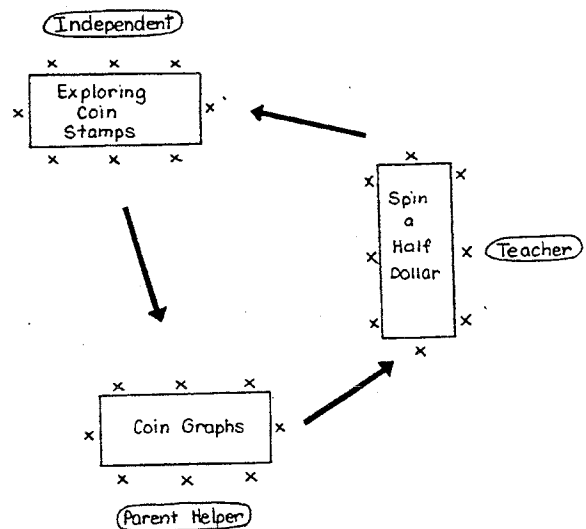 Independent
Exploring
Coin
Stamps
Spin
a
Half
Dollar
Teacher
Coin Graphs
Parent Helper